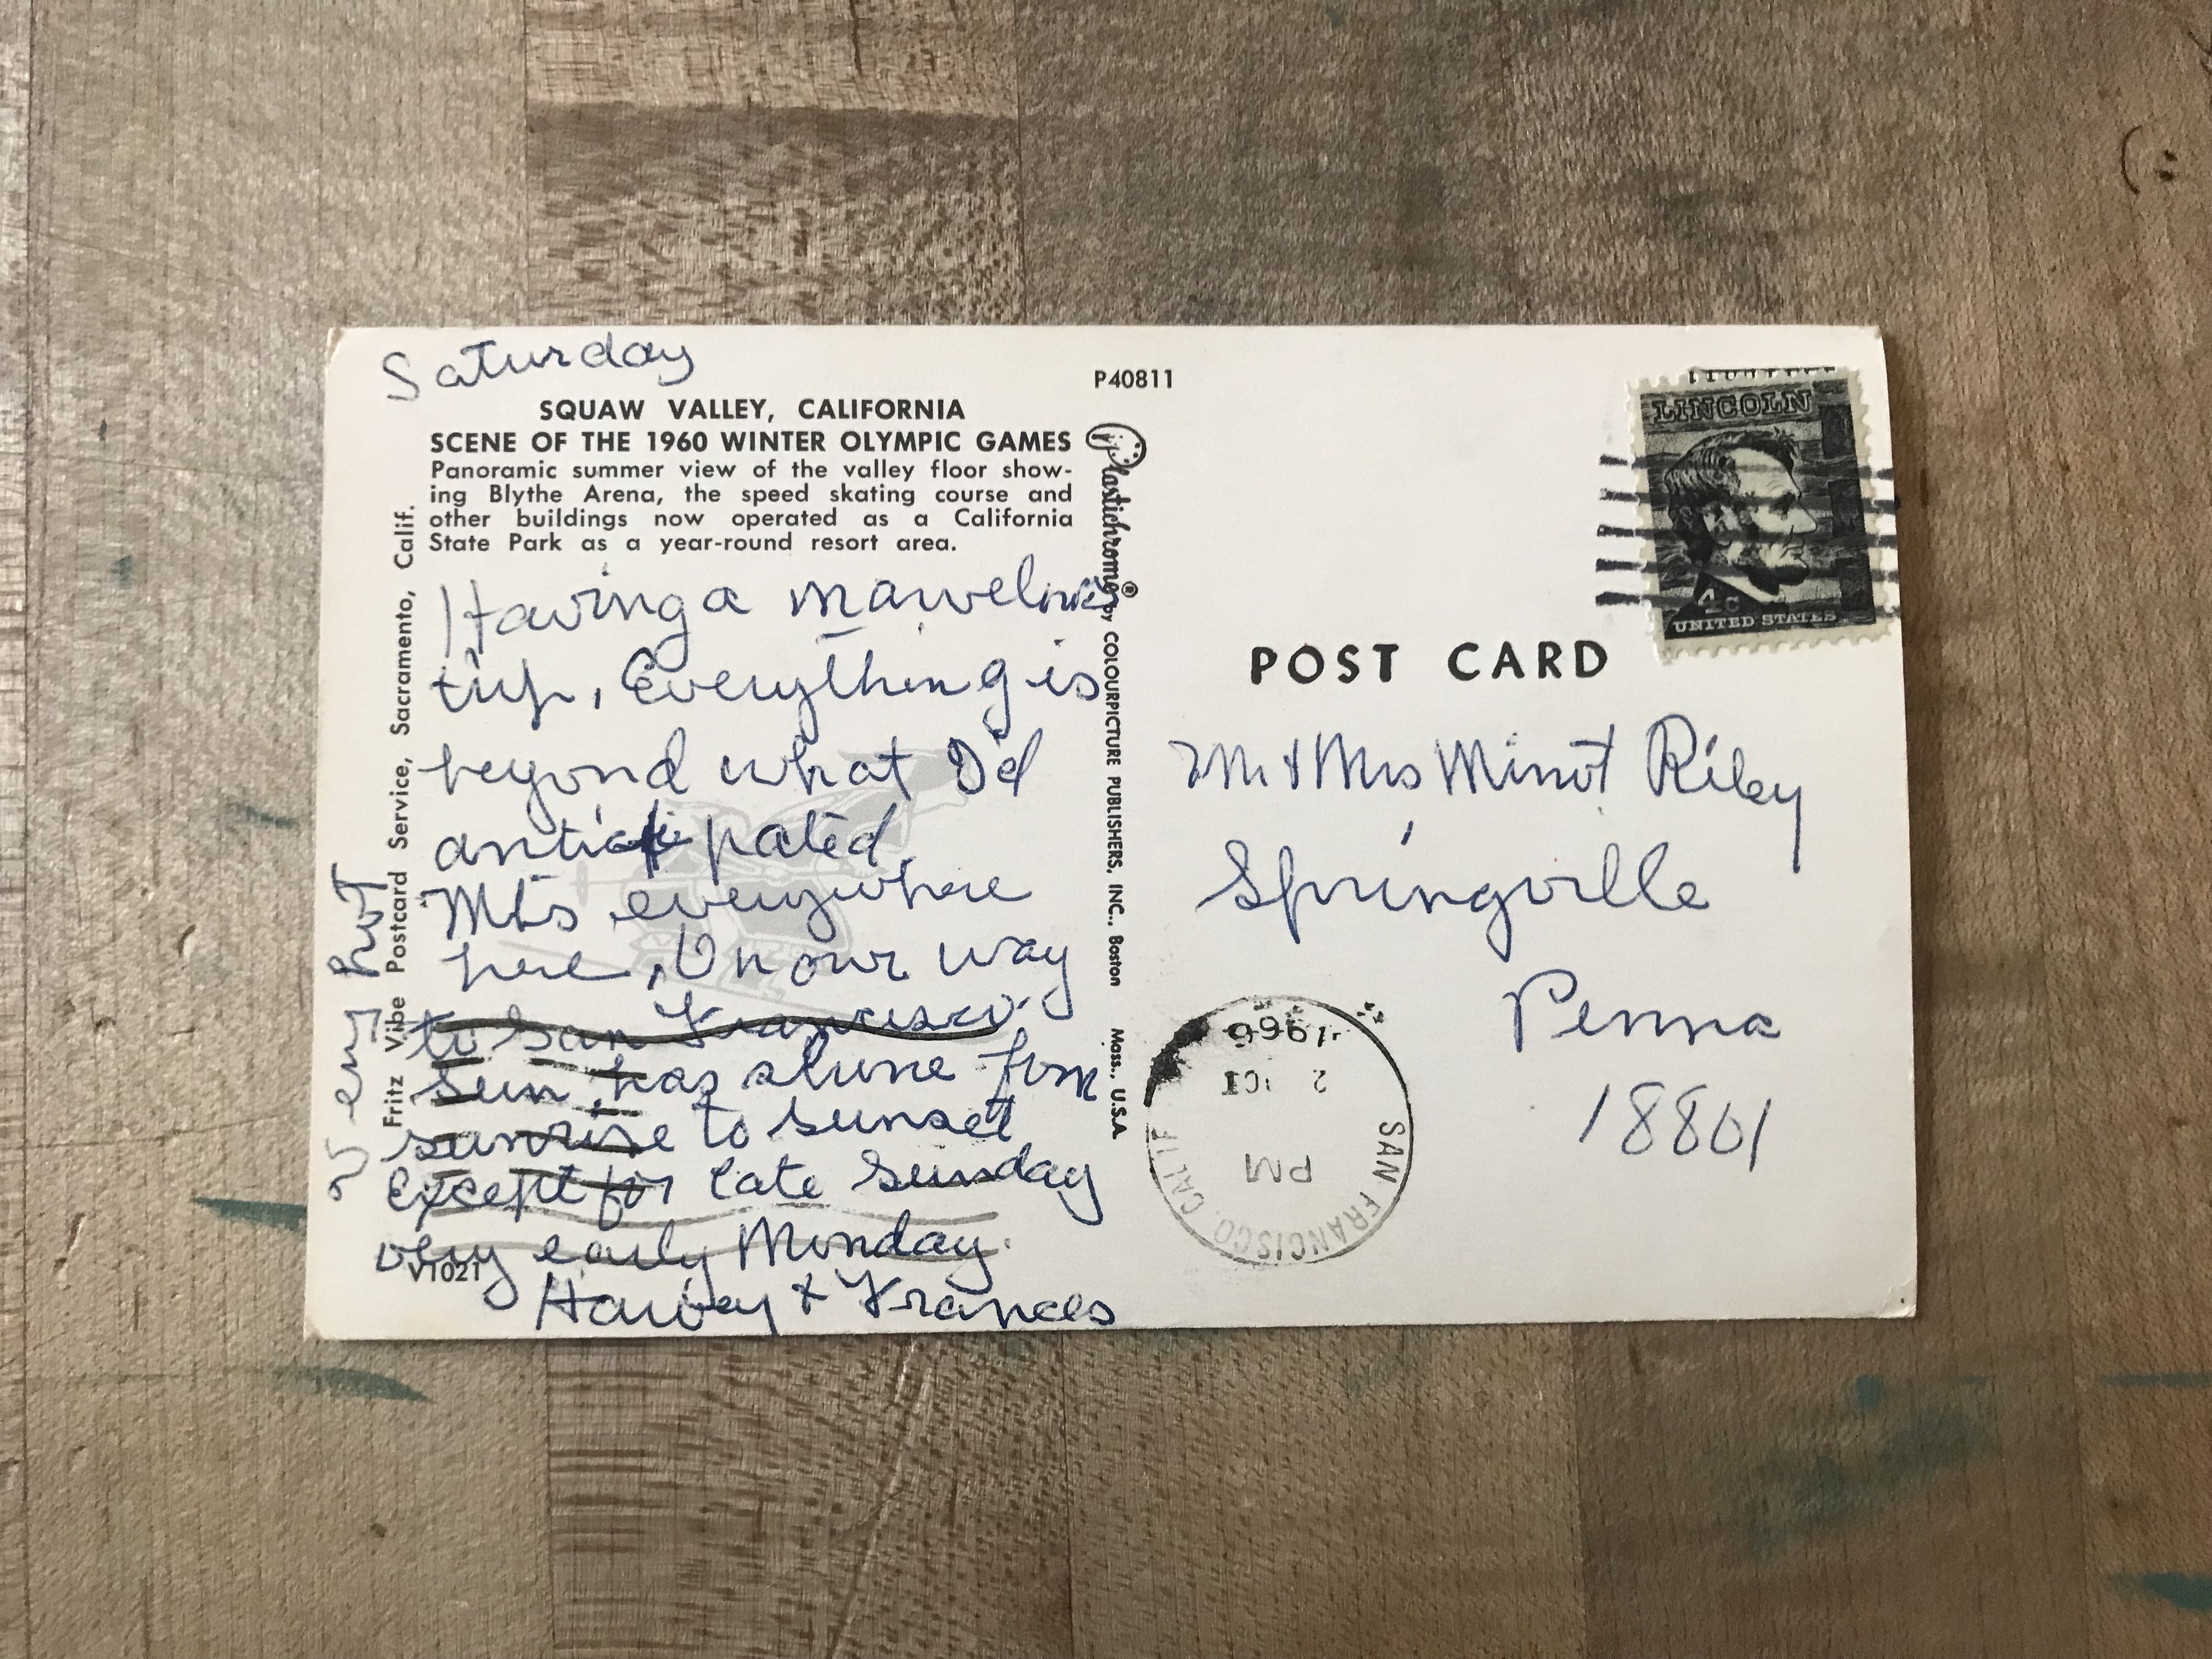 Saturday
SQUAW VALLEY, CALIFORNIA
SCENE OF THE 1960 WINTER OLYMPIC GAMES
Panoramic summer view of the valley floor show-
ing Blythe Arena, the speed skating course and
other buildings now operated as a California
State Park as a year-round resort area.
Having a marvelous
trip. Everything is
beyond what I'd
antici pated.
Mts everywhere
here. On our way
to San Francisco.
Sun has shone from
sunrise to sunset
Except for late Sunday
very early Monday.
Harvey & Frances
V1021
Very hot
Fritz Vibe Postcard Service, Sacramento, Calif.
P40811
Plastichrome® by COLOURPICTURE PUBLISHERS, INC., Boston Mass., U.S.A.
LINCOLN
4c
UNITED STATES
POST CARD
Mr & Mrs Minot Riley
Springville
Penna
18801
SAN FRANCISCO, CALIF
PM
2 OCT
1966